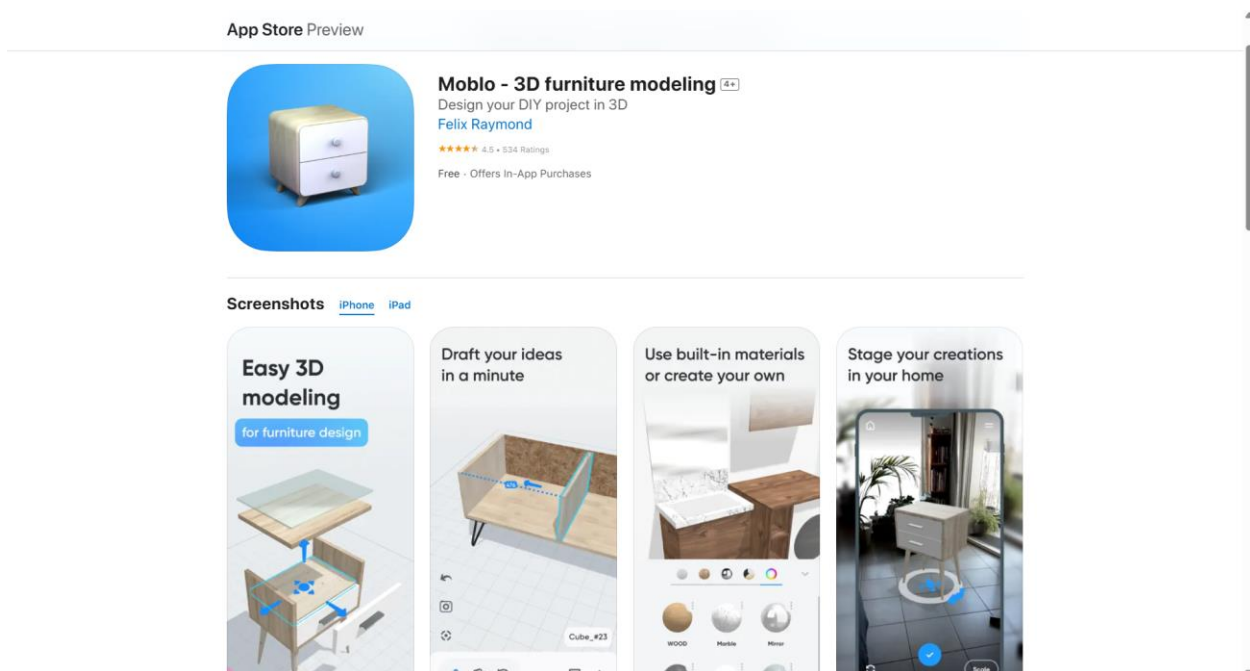 App Store Preview
Moblo - 3D furniture modeling 4+
Design your DIY project in 3D
Felix Raymond
4.5 • 534 Ratings
Free · Offers In-App Purchases
Screenshots iPhone iPad
Easy 3D
modeling
for furniture design
Draft your ideas
in a minute
Cube_#23
Use built-in materials
or create your own
WOOD Marble Mirror
Stage your creations
in your home
Scale